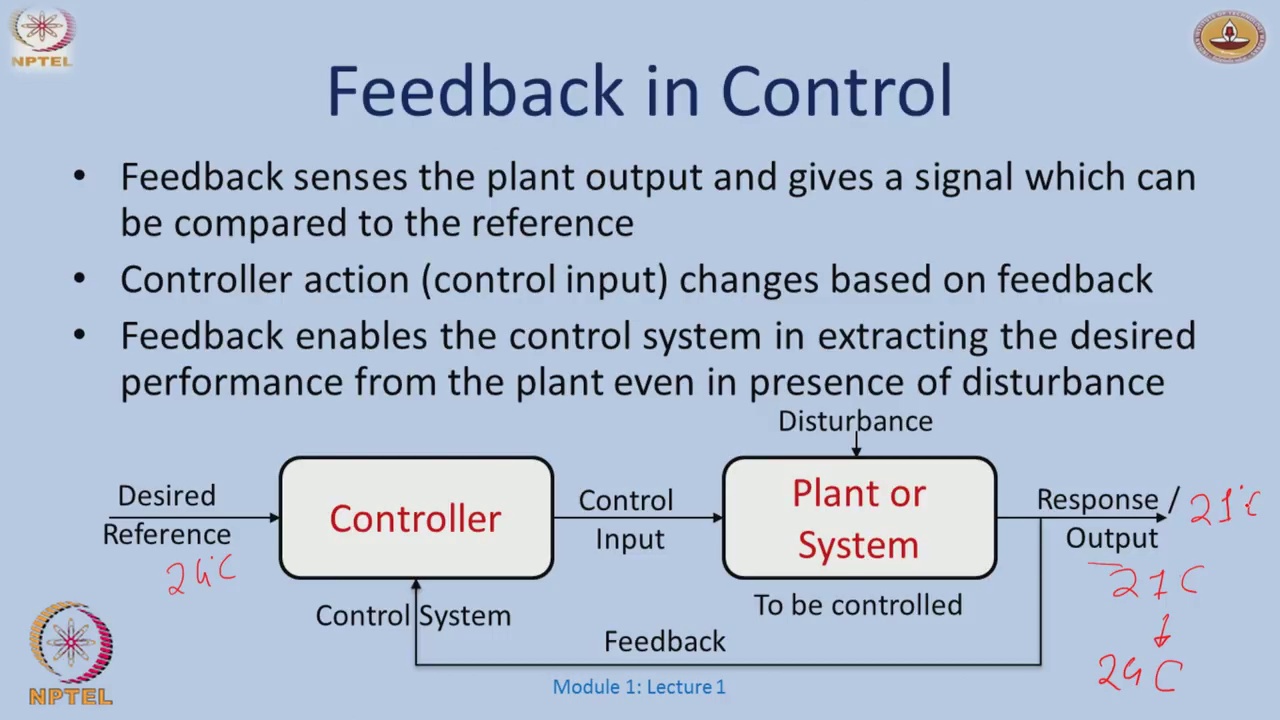 NPTEL
Feedback in Control
• Feedback senses the plant output and gives a signal which can
be compared to the reference
• Controller action (control input) changes based on feedback
• Feedback enables the control system in extracting the desired
performance from the plant even in presence of disturbance
Disturbance
Desired
Reference
24°C
Controller
Control
Input
Plant or
System
Response /
Output
21°C
27 C
↓
24 C
Control System
To be controlled
Feedback
NPTEL
Module 1: Lecture 1